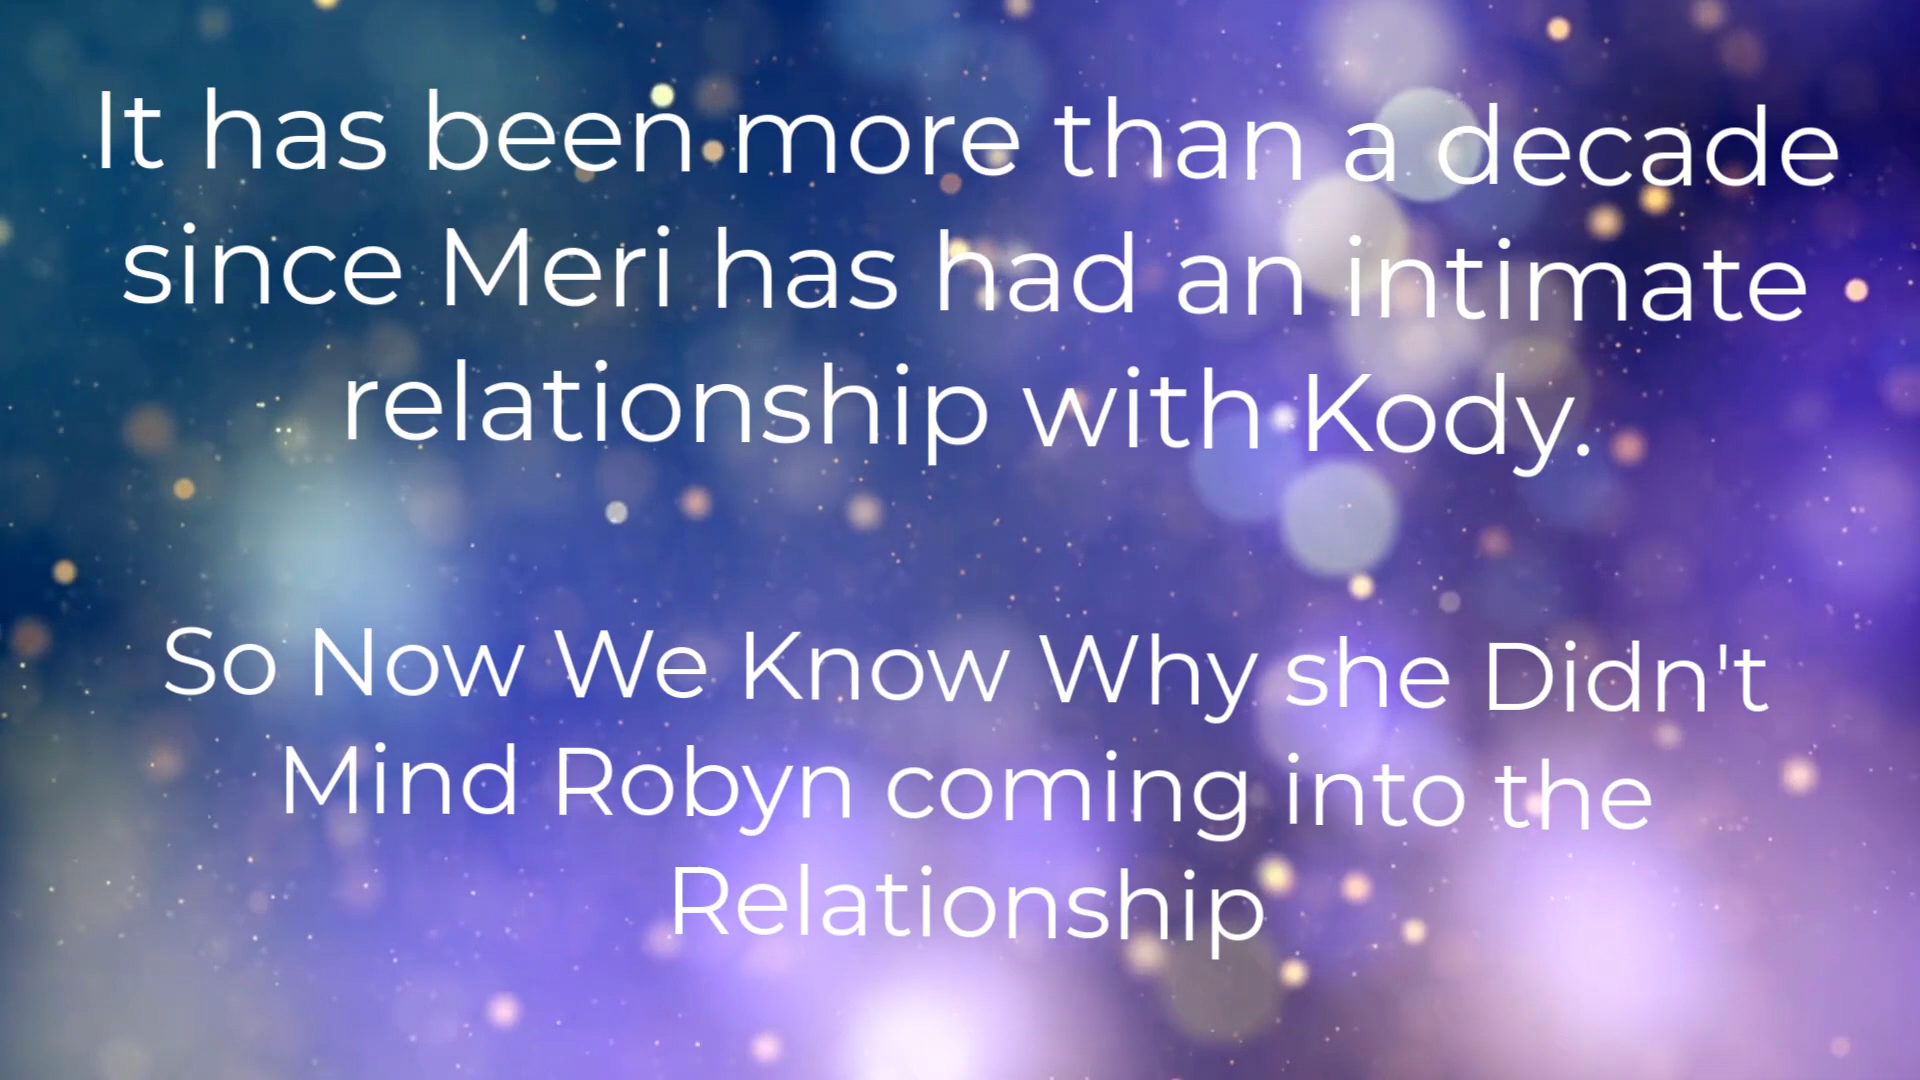 It has been more than a decade
since Meri has had an intimate
relationship with Kody.
So Now We Know Why she Didn't
Mind Robyn coming into the
Relationship